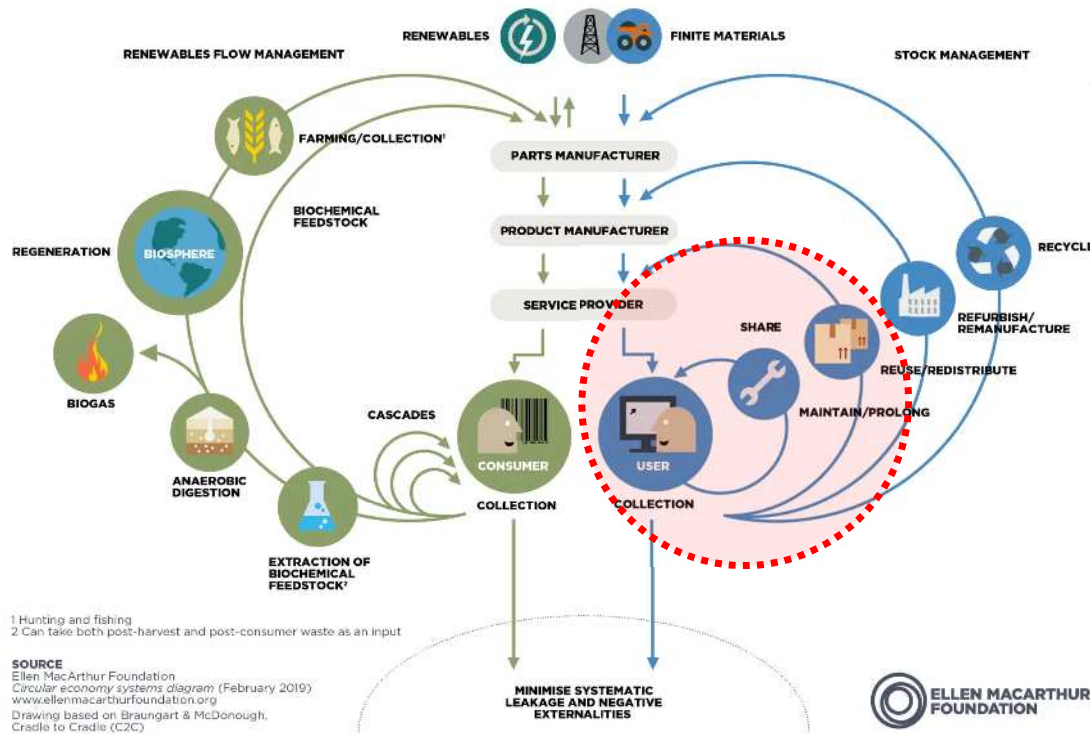 RENEWABLES
FINITE MATERIALS
RENEWABLES FLOW MANAGEMENT
STOCK MANAGEMENT
FARMING/COLLECTION¹
PARTS MANUFACTURER
BIOCHEMICAL
FEEDSTOCK
PRODUCT MANUFACTURER
REGENERATION
BIOSPHERE
RECYCLE
SERVICE PROVIDER
SHARE
REFURBISH/
REMANUFACTURE
REUSE/REDISTRIBUTE
BIOGAS
CASCADES
MAINTAIN/PROLONG
CONSUMER
USER
ANAEROBIC
DIGESTION
COLLECTION
COLLECTION
EXTRACTION OF
BIOCHEMICAL
FEEDSTOCK²
1 Hunting and fishing
2 Can take both post-harvest and post-consumer waste as an input
SOURCE
Ellen MacArthur Foundation
Circular economy systems diagram (February 2019)
www.ellenmacarthurfoundation.org
Drawing based on Braungart & McDonough,
Cradle to Cradle (C2C)
MINIMISE SYSTEMATIC
LEAKAGE AND NEGATIVE
EXTERNALITIES
ELLEN MACARTHUR
FOUNDATION